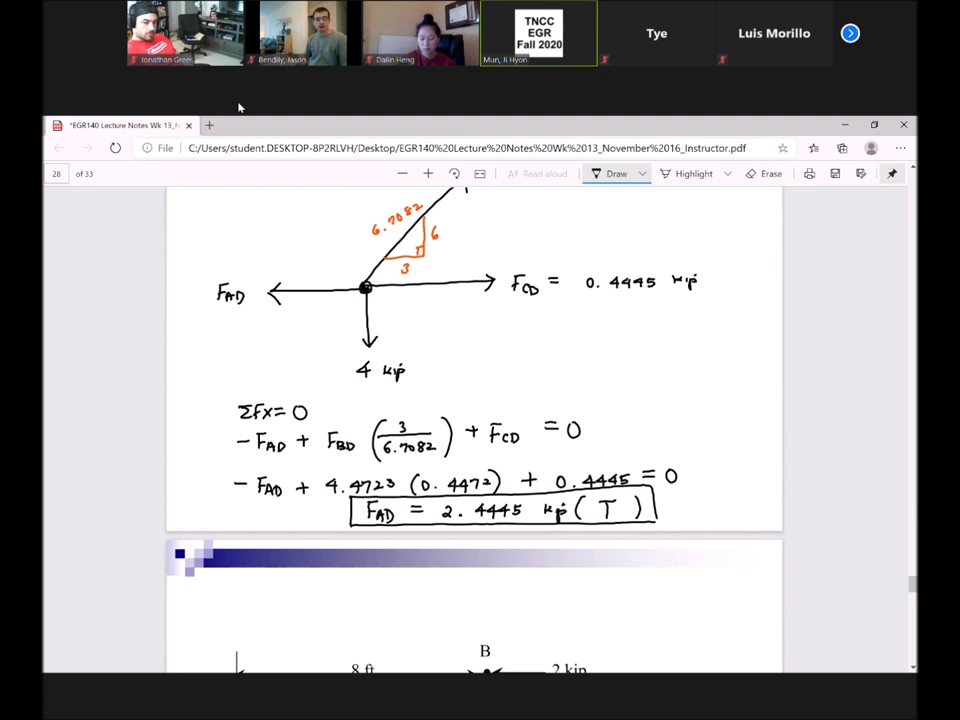 TNCC
EGR
Fall 2020
Tye
Luis Morillo
Jonathan Greer
Bendily, Jason
Dalin Heng
Mun, Ji Hyon
*EGR140 Lecture Notes Wk 13_N
File C:/Users/student.DESKTOP-8P2RLVH/Desktop/EGR140%20Lecture%20Notes%20Wk%2013_November%2016_Instructor.pdf
28 of 33 Read aloud Draw Highlight Erase
6.7082
6
3
FAD
FCD = 0.4445 kip
4 kip
ΣFx = 0
- FAD + FBD (3/6.7082) + FCD = 0
- FAD + 4.4723 (0.4472) + 0.4445 = 0
FAD = 2.4445 kip (T)
B
8 ft 2 kip